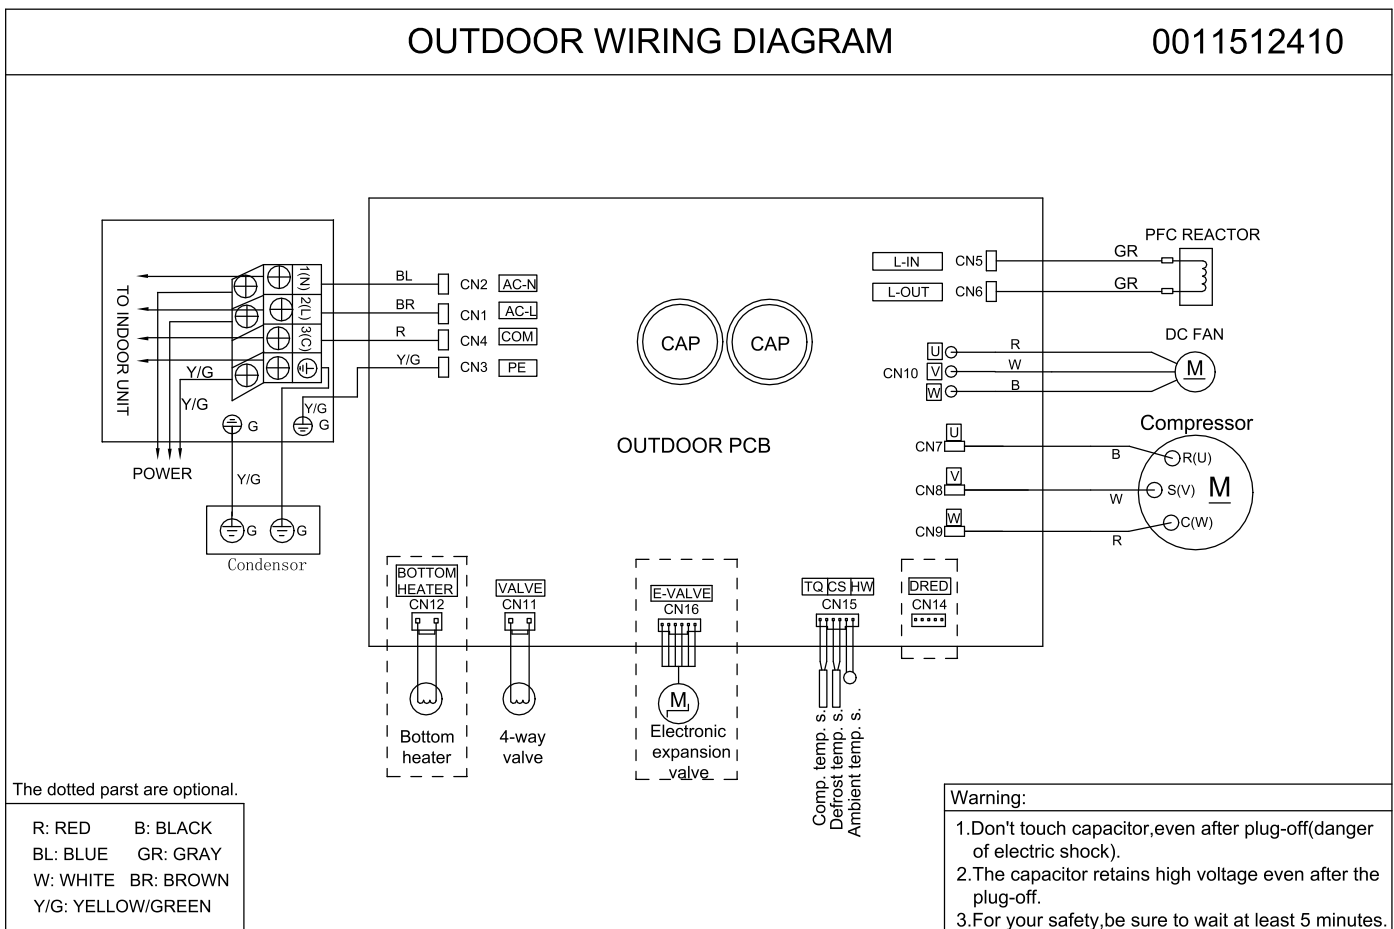 OUTDOOR WIRING DIAGRAM
0011512410
TO INDOOR UNIT
1(N)
2(L)
3(C)
Y/G
Y/G
Y/G
G
G
POWER
Y/G
G
G
Condensor
BL
CN2 AC-N
BR
CN1 AC-L
R
CN4 COM
Y/G
CN3 PE
CAP
CAP
OUTDOOR PCB
L-IN CN5
GR
L-OUT CN6
GR
PFC REACTOR
DC FAN
CN10
U
R
V
W
W
B
M
Compressor
U
CN7
B
R(U)
V
CN8
W
S(V)
M
W
CN9
R
C(W)
BOTTOM
HEATER
CN12
Bottom
heater
VALVE
CN11
4-way
valve
E-VALVE
CN16
M
Electronic
expansion
valve
TQ CS HW
CN15
Comp. temp. s.
Defrost temp. s.
Ambient temp. s.
DRED
CN14
The dotted parst are optional.
R: RED B: BLACK
BL: BLUE GR: GRAY
W: WHITE BR: BROWN
Y/G: YELLOW/GREEN
Warning:
1.Don't touch capacitor,even after plug-off(danger
of electric shock).
2.The capacitor retains high voltage even after the
plug-off.
3.For your safety,be sure to wait at least 5 minutes.